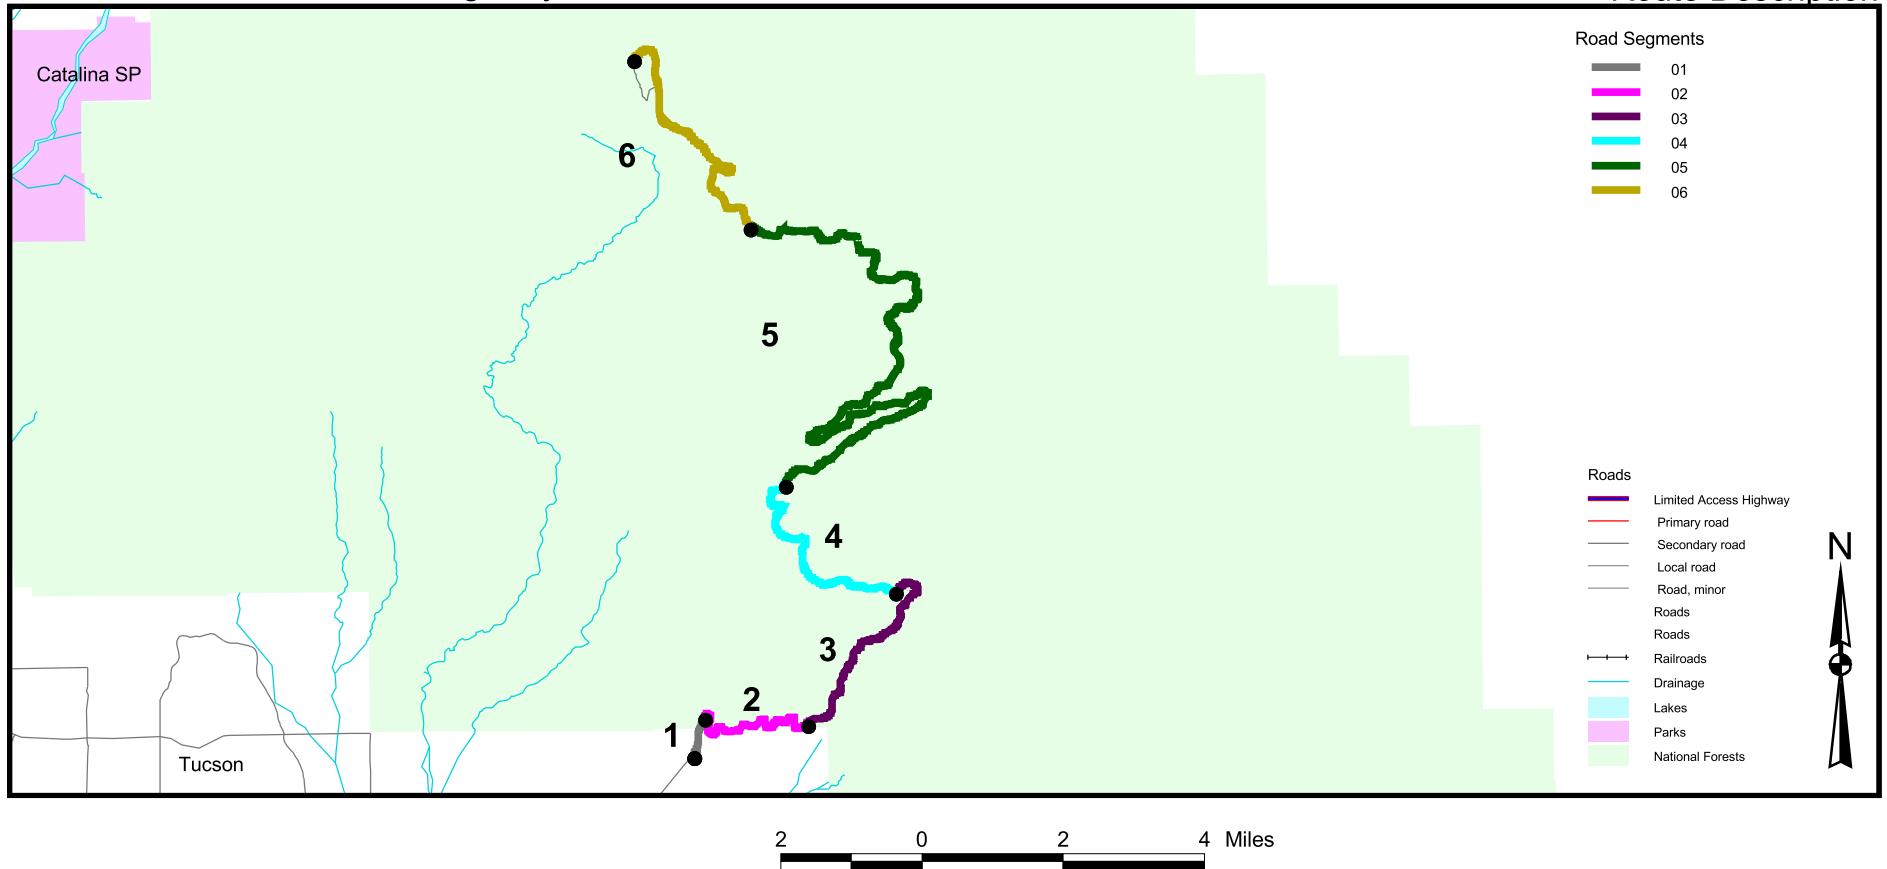 Route Description
Catalina SP
6
5
4
3
2
1
Tucson
Road Segments
01
02
03
04
05
06
Roads
Limited Access Highway
Primary road
Secondary road
Local road
Road, minor
Roads
Roads
Railroads
Drainage
Lakes
Parks
National Forests
N
2 0 2 4 Miles